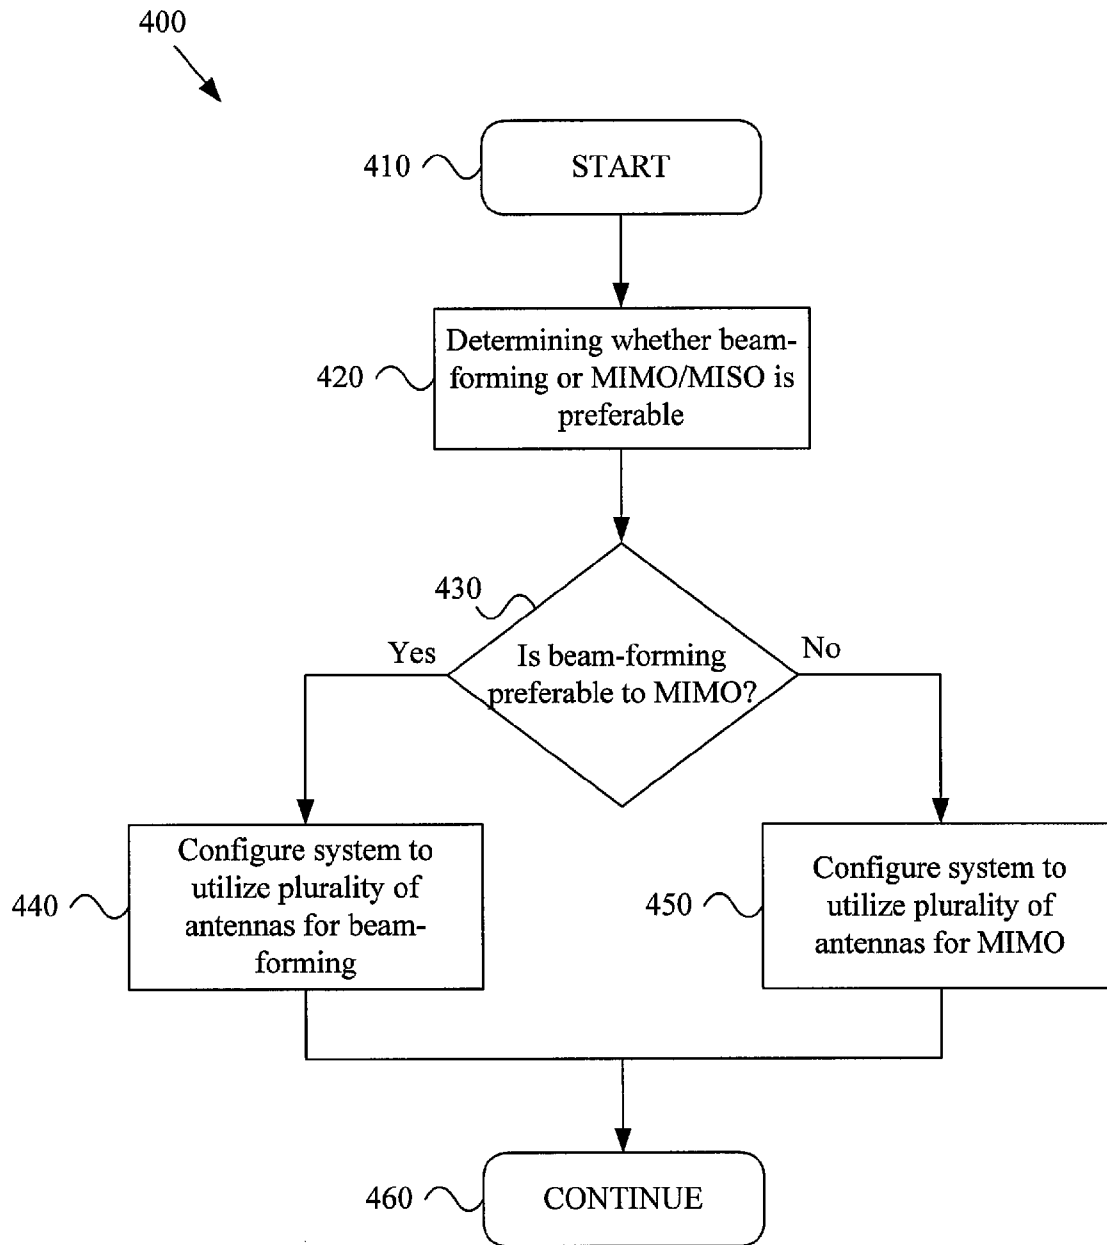 400
410
START
420
Determining whether beam-
forming or MIMO/MISO is
preferable
430
Yes
No
Is beam-forming
preferable to MIMO?
440
Configure system to
utilize plurality of
antennas for beam-
forming
450
Configure system to
utilize plurality of
antennas for MIMO
460
CONTINUE